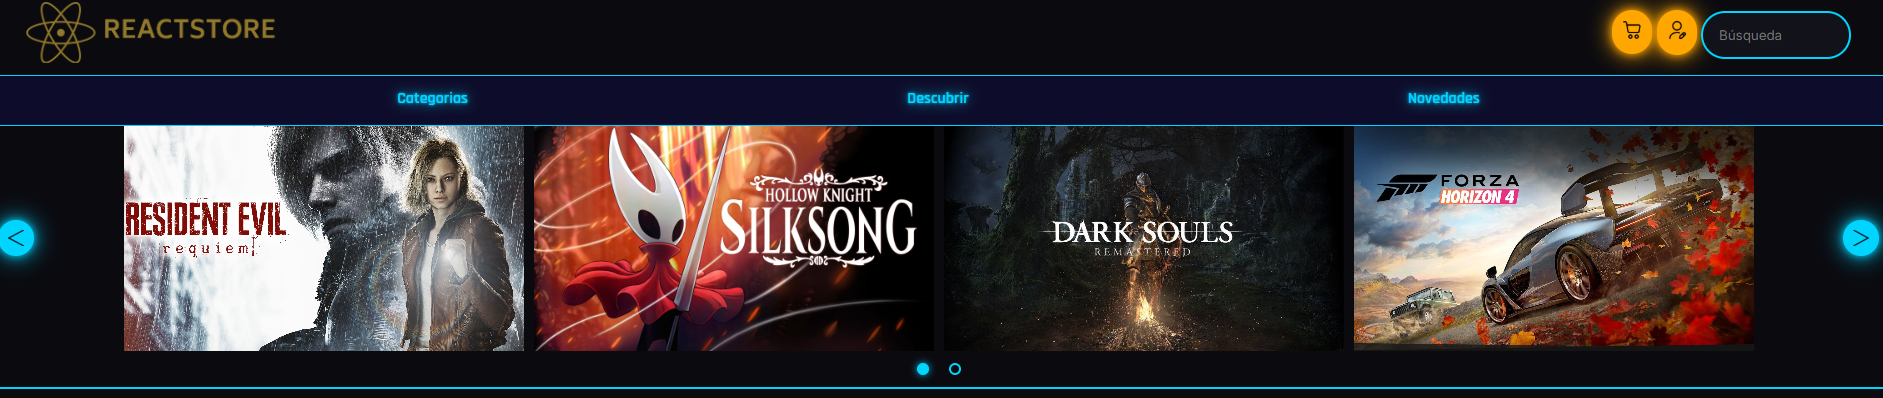 REACTSTORE
Búsqueda
Categorias
Descubrir
Novedades
RESIDENT EVIL
requiem
HOLLOW KNIGHT
SILKSONG
DARK SOULS
REMASTERED
FORZA
HORIZON 4
<
>